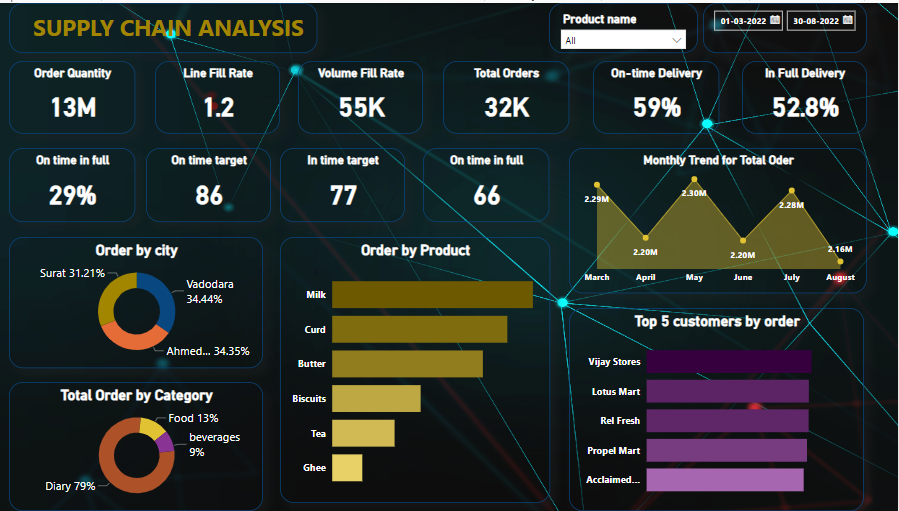 SUPPLY CHAIN ANALYSIS
Product name
All
01-03-2022
30-08-2022
Order Quantity
13M
Line Fill Rate
1.2
Volume Fill Rate
55K
Total Orders
32K
On-time Delivery
59%
In Full Delivery
52.8%
On time in full
29%
On time target
86
In time target
77
On time in full
66
Monthly Trend for Total Oder
2.29M
2.20M
2.30M
2.20M
2.28M
2.16M
March
April
May
June
July
August
Order by city
Surat 31.21%
Vadodara
34.44%
Ahmed... 34.35%
Order by Product
Milk
Curd
Butter
Biscuits
Tea
Ghee
Top 5 customers by order
Vijay Stores
Lotus Mart
Rel Fresh
Propel Mart
Acclaimed...
Total Order by Category
Food 13%
beverages
9%
Diary 79%